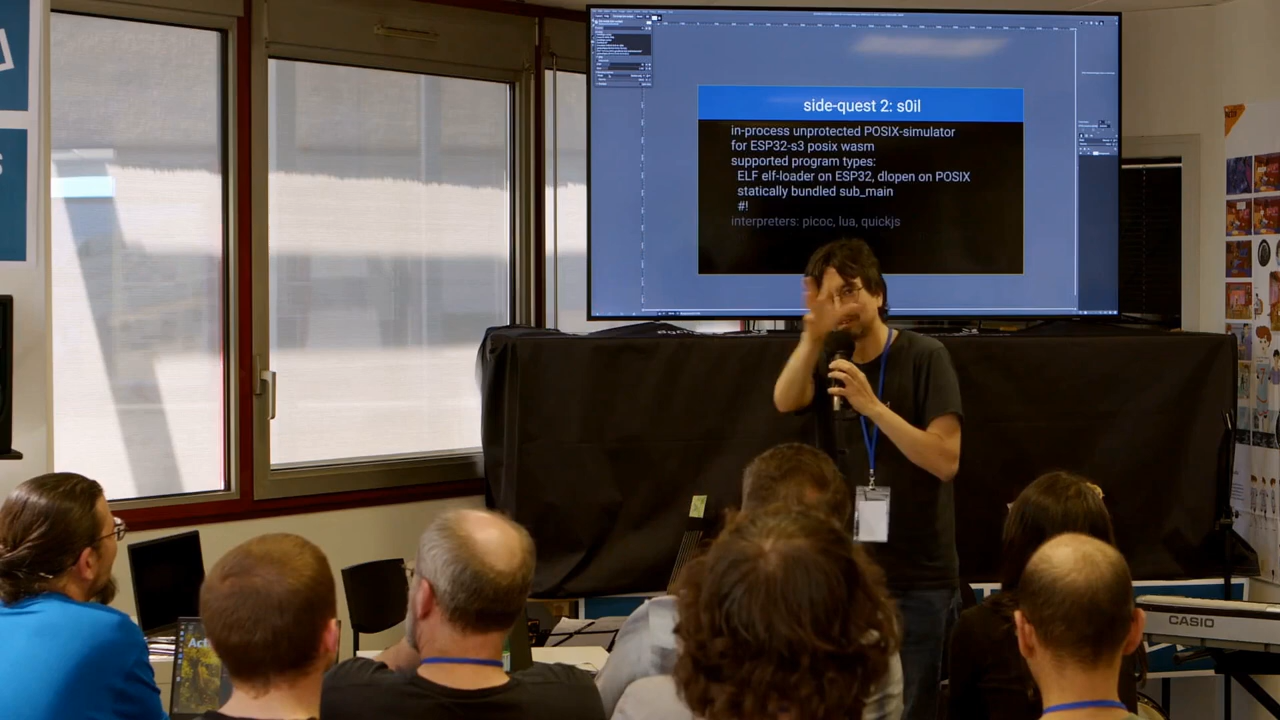 side-quest 2: s0il
in-process unprotected POSIX-simulator
for ESP32-s3 posix wasm
supported program types:
ELF elf-loader on ESP32, dlopen on POSIX
statically bundled sub_main
#!
interpreters: picoc, lua, quickjs
CASIO